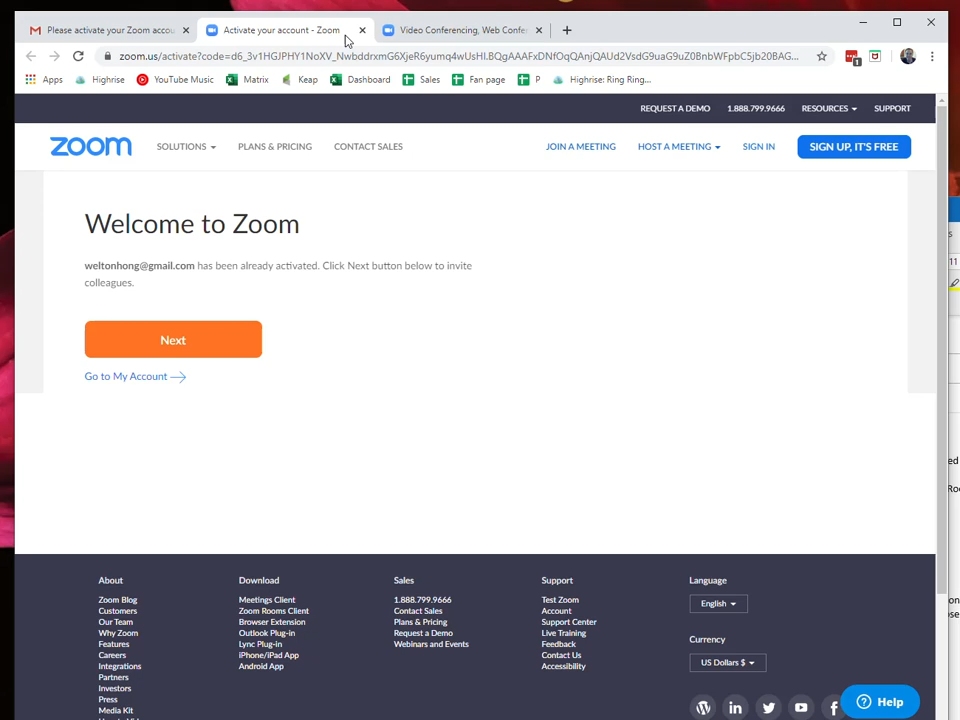 Please activate your Zoom accou
Activate your account - Zoom
Video Conferencing, Web Confer
Apps
Highrise
YouTube Music
Matrix
Keap
Dashboard
Sales
Fan page
P
Highrise: Ring Ring...
REQUEST A DEMO
1.888.799.9666
RESOURCES
SUPPORT
zoom
SOLUTIONS
PLANS & PRICING
CONTACT SALES
JOIN A MEETING
HOST A MEETING
SIGN IN
SIGN UP, IT'S FREE
Welcome to Zoom
weltonhong@gmail.com has been already activated. Click Next button below to invite
colleagues.
Next
Go to My Account
About
Zoom Blog
Customers
Our Team
Why Zoom
Features
Careers
Integrations
Partners
Investors
Press
Media Kit
Download
Meetings Client
Zoom Rooms Client
Browser Extension
Outlook Plug-in
Lync Plug-in
iPhone/iPad App
Android App
Sales
1.888.799.9666
Contact Sales
Plans & Pricing
Request a Demo
Webinars and Events
Support
Test Zoom
Account
Support Center
Live Training
Feedback
Contact Us
Accessibility
Language
English
Currency
US Dollars $
Help